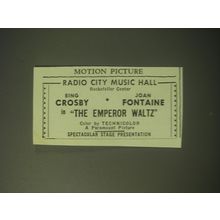 MOTION PICTURE
RADIO CITY MUSIC HALL
Rockefeller Center
BING JOAN
CROSBY • FONTAINE
in "THE EMPEROR WALTZ"
Color by TECHNICOLOR
A Paramount Picture
SPECTACULAR STAGE PRESENTATION